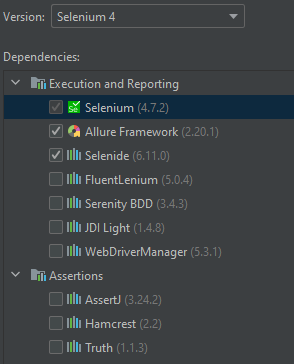 Version: Selenium 4
Dependencies:
Execution and Reporting
Se Selenium (4.7.2)
Allure Framework (2.20.1)
Selenide (6.11.0)
FluentLenium (5.0.4)
Serenity BDD (3.4.3)
JDI Light (1.4.8)
WebDriverManager (5.3.1)
Assertions
AssertJ (3.24.2)
Hamcrest (2.2)
Truth (1.1.3)